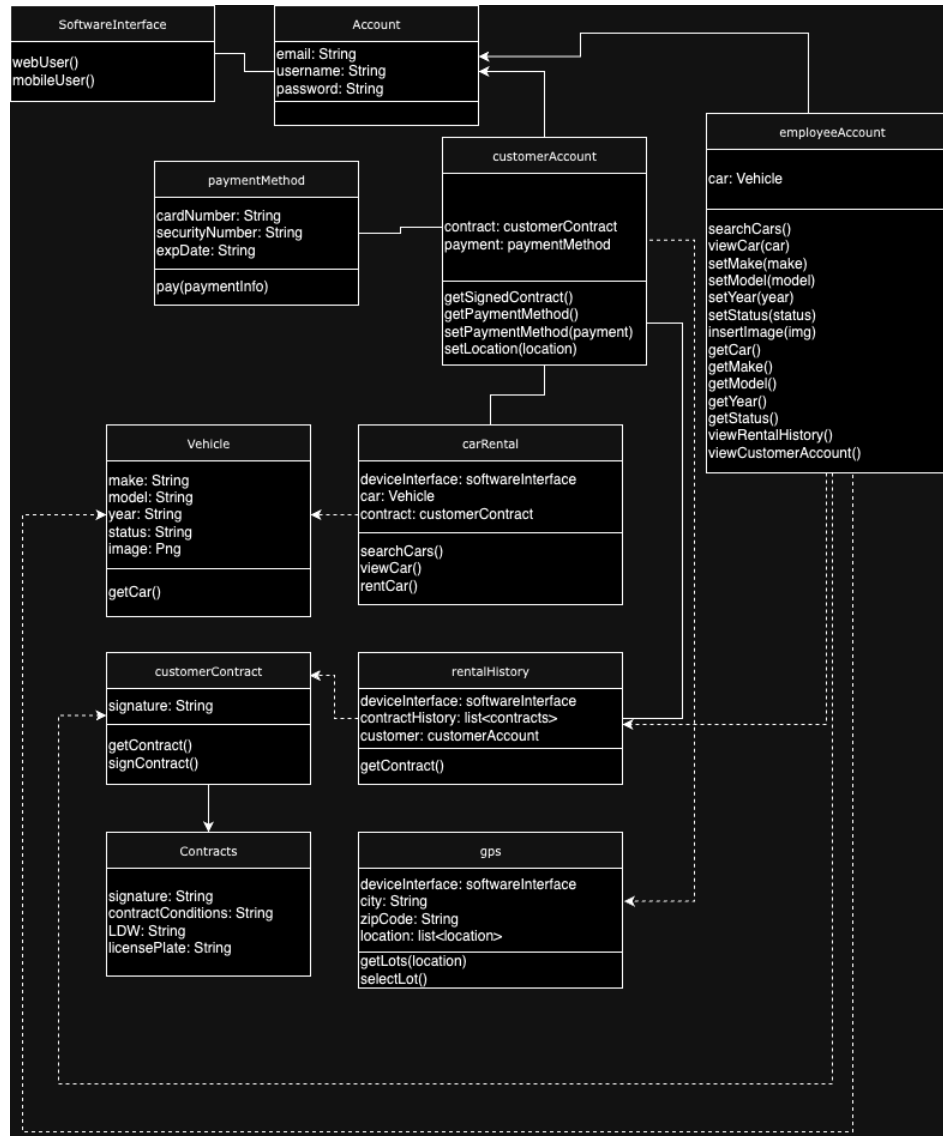 SoftwareInterface
webUser()
mobileUser()
Account
email: String
username: String
password: String
employeeAccount
car: Vehicle
searchCars()
viewCar(car)
setMake(make)
setModel(model)
setYear(year)
setStatus(status)
insertImage(img)
getCar()
getMake()
getModel()
getYear()
getStatus()
viewRentalHistory()
viewCustomerAccount()
customerAccount
contract: customerContract
payment: paymentMethod
getSignedContract()
getPaymentMethod()
setPaymentMethod(payment)
setLocation(location)
paymentMethod
cardNumber: String
securityNumber: String
expDate: String
pay(paymentInfo)
Vehicle
make: String
model: String
year: String
status: String
image: Png
getCar()
carRental
deviceInterface: softwareInterface
car: Vehicle
contract: customerContract
searchCars()
viewCar()
rentCar()
customerContract
signature: String
getContract()
signContract()
rentalHistory
deviceInterface: softwareInterface
contractHistory: list<contracts>
customer: customerAccount
getContract()
Contracts
signature: String
contractConditions: String
LDW: String
licensePlate: String
gps
deviceInterface: softwareInterface
city: String
zipCode: String
location: list<location>
getLots(location)
selectLot()